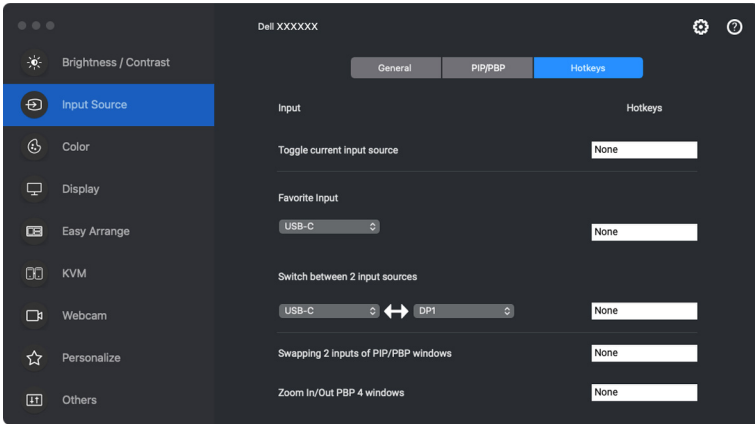 Dell XXXXXX
Brightness / Contrast
Input Source
Color
Display
Easy Arrange
KVM
Webcam
Personalize
Others
General
PIP/PBP
Hotkeys
Input
Hotkeys
Toggle current input source
None
Favorite Input
USB-C
None
Switch between 2 input sources
USB-C
DP1
None
Swapping 2 inputs of PIP/PBP windows
None
Zoom In/Out PBP 4 windows
None